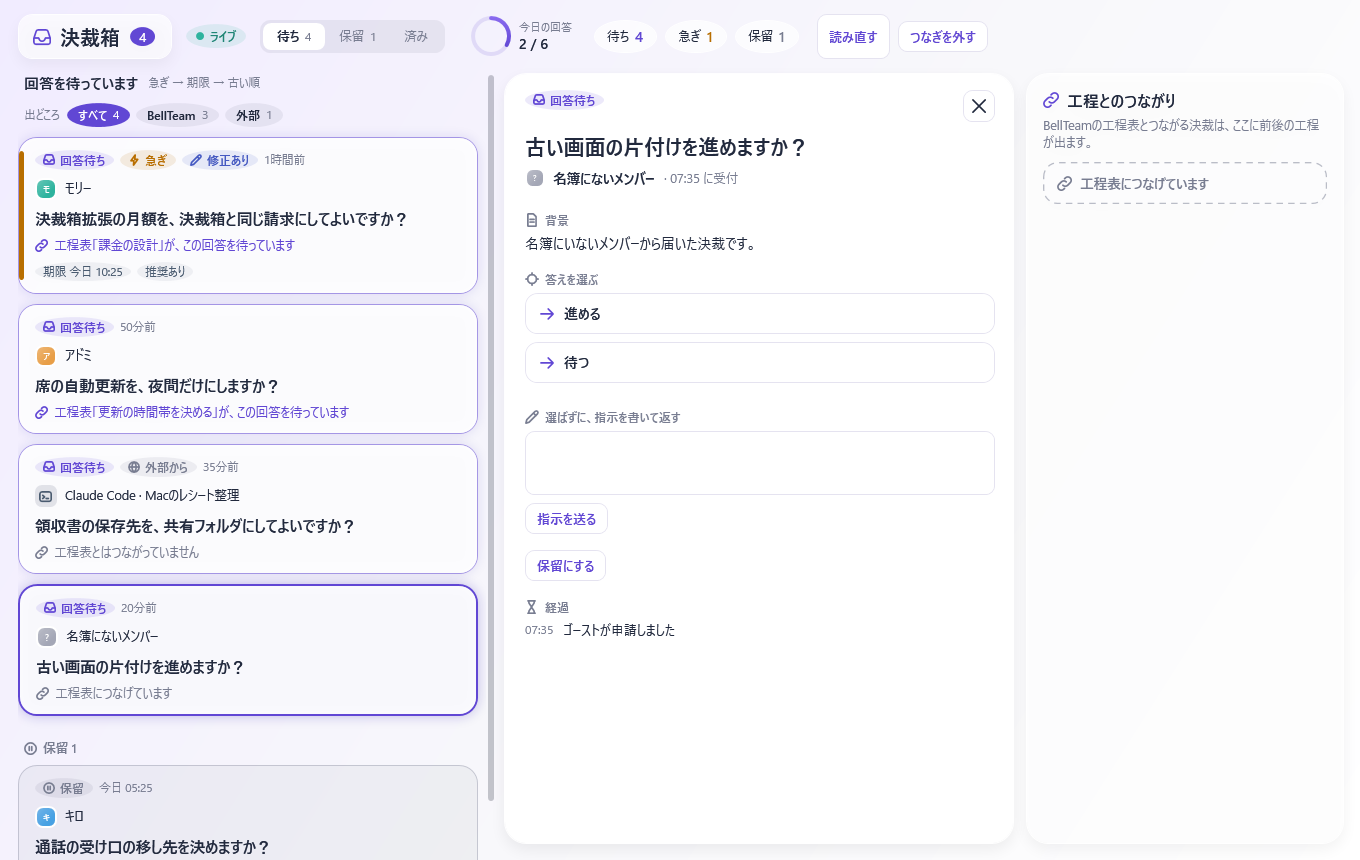 決裁箱 4
ライブ
待ち 4 保留 1 済み
今日の回答
2 / 6
待ち 4 急ぎ 1 保留 1
読み直す
つなぎを外す
回答を待っています 急ぎ → 期限 → 古い順
出どころ すべて 4 BellTeam 3 外部 1
回答待ち 急ぎ 修正あり 1時間前
モ モリー
決裁箱拡張の月額を、決裁箱と同じ請求にしてよいですか？
工程表「課金の設計」が、この回答を待っています
期限 今日 10:25 推奨あり
回答待ち 50分前
ア アドミ
席の自動更新を、夜間だけにしますか？
工程表「更新の時間帯を決める」が、この回答を待っています
回答待ち 外部から 35分前
Claude Code · Macのレシート整理
領収書の保存先を、共有フォルダにしてよいですか？
工程表とはつながっていません
回答待ち 20分前
? 名簿にないメンバー
古い画面の片付けを進めますか？
工程表につなげています
保留 1
保留 今日 05:25
キ キロ
通話の受け口の移し先を決めますか？
回答待ち
古い画面の片付けを進めますか？
? 名簿にないメンバー · 07:35 に受付
背景
名簿にいないメンバーから届いた決裁です。
答えを選ぶ
進める
待つ
選ばずに、指示を書いて返す
指示を送る
保留にする
経過
07:35 ゴーストが申請しました
工程とのつながり
BellTeamの工程表とつながる決裁は、ここに前後の工程
が出ます。
工程表につなげています